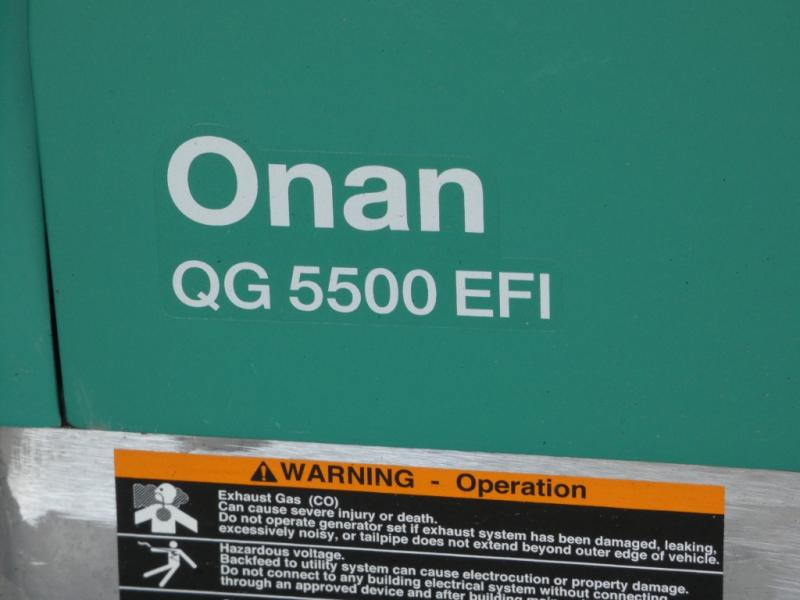 Onan
QG 5500 EFI
WARNING - Operation
Exhaust Gas (CO)
Can cause severe injury or death.
Do not operate generator set if exhaust system has been damaged, leaking,
excessively noisy, or tailpipe does not extend beyond outer edge of vehicle.
Hazardous voltage.
Backfeed to utility system can cause electrocution or property damage.
Do not connect to any building electrical system without connecting
through an approved device and after building